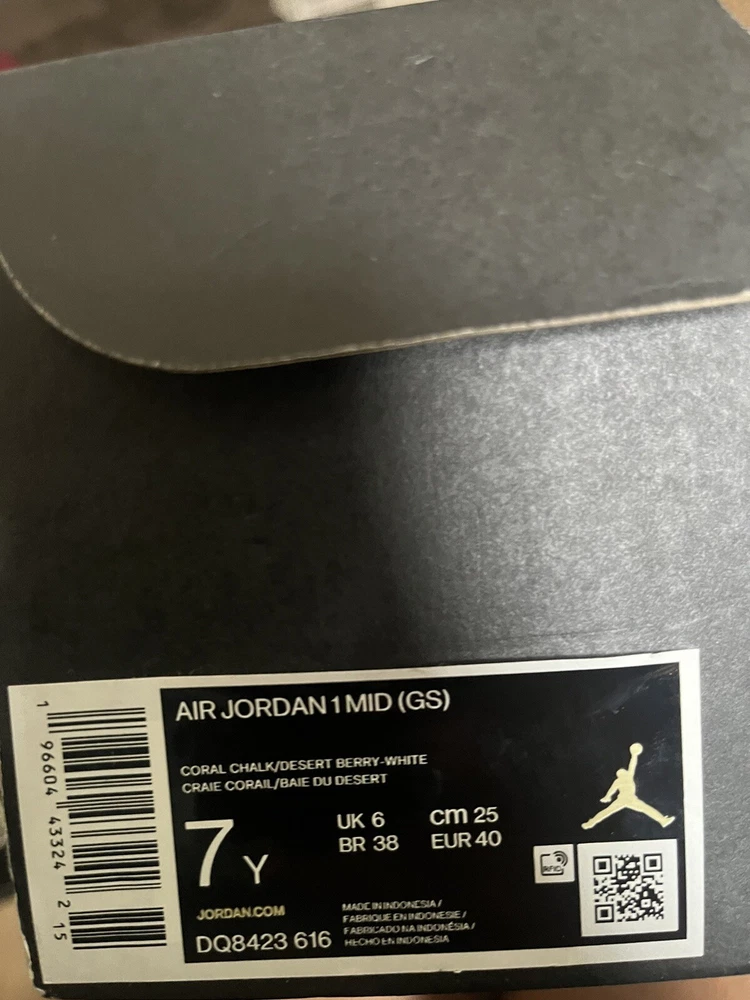 AIR JORDAN 1 MID (GS)
CORAL CHALK/DESERT BERRY-WHITE
CRAIE CORAIL/BAIE DU DESERT
7 Y
UK 6 cm 25
BR 38 EUR 40
RFID
JORDAN.COM
DQ8423 616
MADE IN INDONESIA /
FABRIQUE EN INDONESIE /
FABRICADO NA INDONÉSIA /
HECHO EN INDONESIA
1 96604 43324 2 15